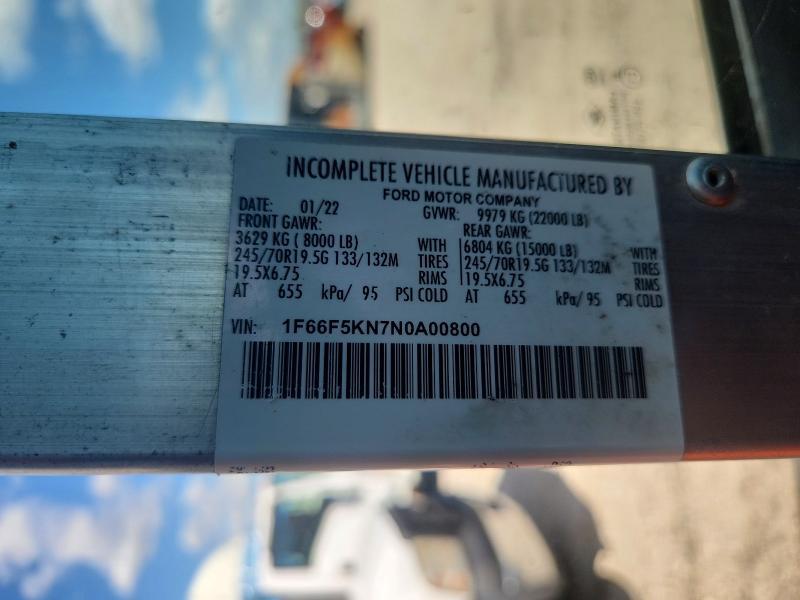 INCOMPLETE VEHICLE MANUFACTURED BY
FORD MOTOR COMPANY
DATE: 01/22 GVWR: 9979 KG (22000 LB)
FRONT GAWR: REAR GAWR:
3629 KG ( 8000 LB) WITH 6804 KG (15000 LB) WITH
245/70R19.5G 133/132M TIRES 245/70R19.5G 133/132M TIRES
19.5X6.75 RIMS 19.5X6.75 RIMS
AT 655 kPa/ 95 PSI COLD AT 655 kPa/ 95 PSI COLD
VIN: 1F66F5KN7N0A00800